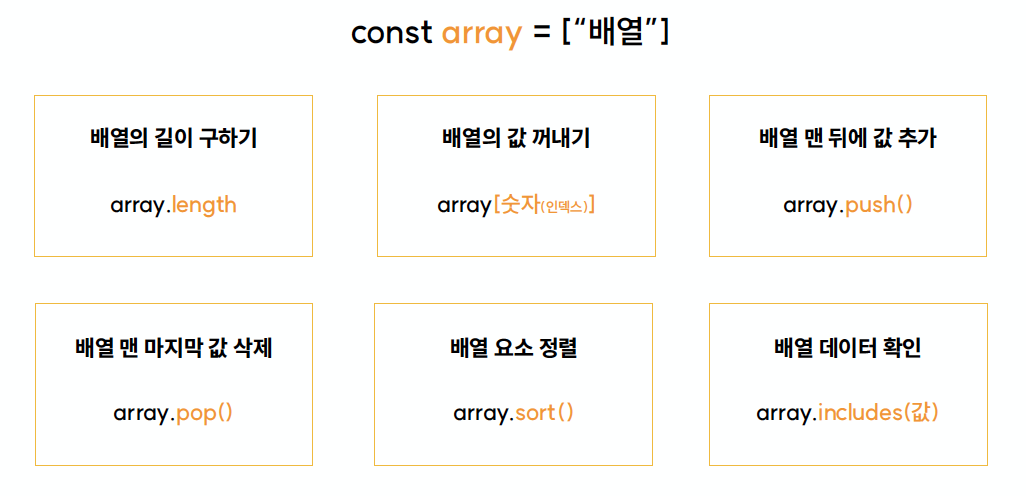 const array = [“배열”]
배열의 길이 구하기
array.length
배열의 값 꺼내기
array[숫자(인덱스)]
배열 맨 뒤에 값 추가
array.push()
배열 맨 마지막 값 삭제
array.pop()
배열 요소 정렬
array.sort()
배열 데이터 확인
array.includes(값)